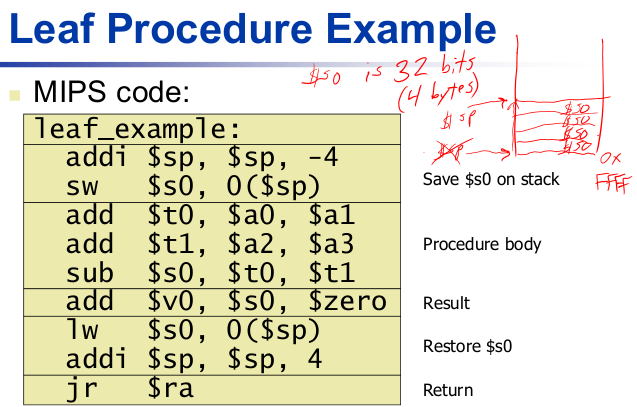 Leaf Procedure Example
$s0 is 32 bits
(4 bytes)
MIPS code:
$sp
$s0
$s0
$s0
$s0
$sp
0x
FFFF
leaf_example:
addi $sp, $sp, -4
sw $s0, 0($sp)
Save $s0 on stack
add $t0, $a0, $a1
add $t1, $a2, $a3
sub $s0, $t0, $t1
Procedure body
add $v0, $s0, $zero
Result
lw $s0, 0($sp)
addi $sp, $sp, 4
Restore $s0
jr $ra
Return